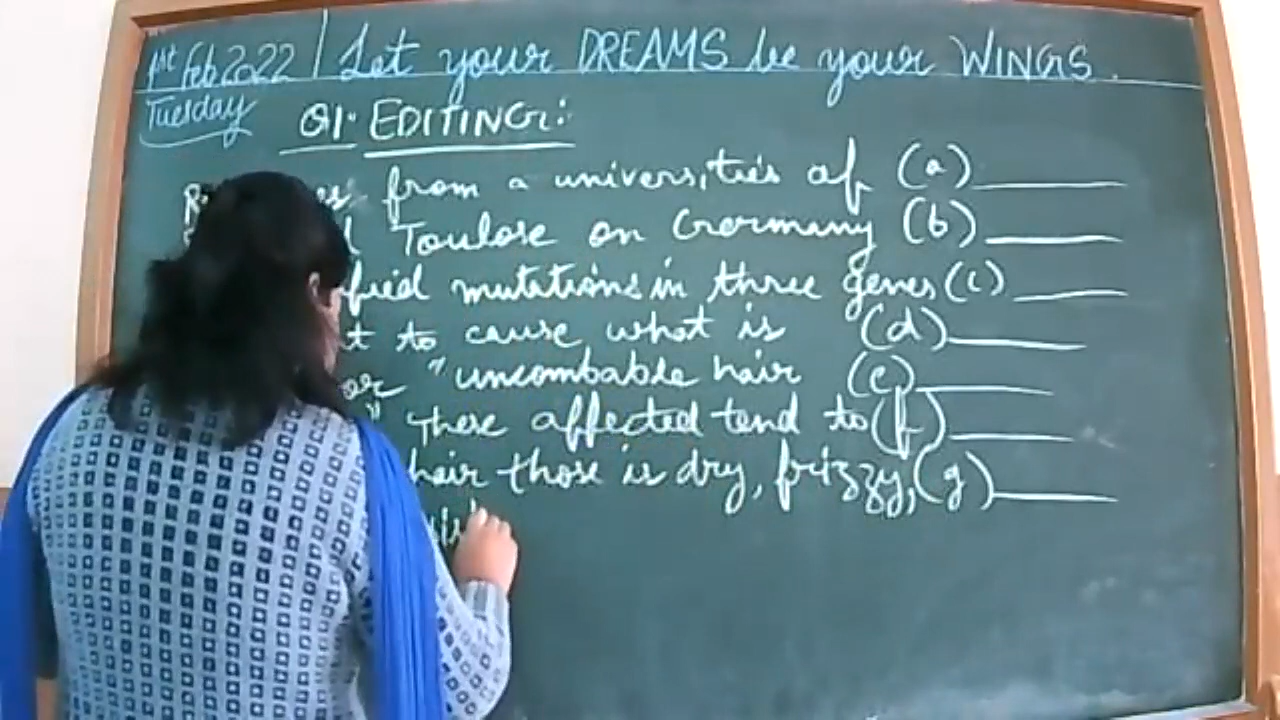 1st Feb 2022 | Let your DREAMS be your WINGS.
Tuesday
Q1. EDITING:
from a universities of (a)
Toulose on Germany (b)
mutations in three genes (c)
to cause what is (d)
or "uncombable hair (e)
" These affected tend to (f)
hair those is dry, frizzy, (g)